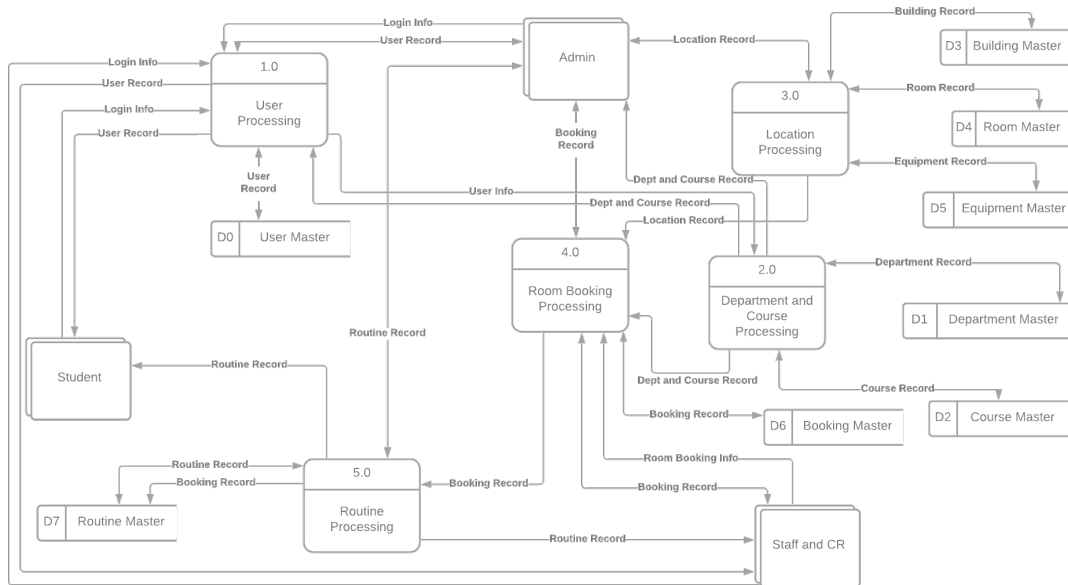 Building Record
Login Info
User Record
Admin
Location Record
D3
Building Master
1.0
User
Processing
Login Info
User Record
Login Info
User Record
3.0
Location
Processing
Room Record
D4
Room Master
Booking
Record
Equipment Record
User
Record
Dept and Course Record
User Info
Dept and Course Record
D5
Equipment Master
Location Record
D0
User Master
4.0
Room Booking
Processing
2.0
Department and
Course
Processing
Department Record
D1
Department Master
Routine Record
Student
Routine Record
Dept and Course Record
Course Record
D2
Course Master
Booking Record
D6
Booking Master
Routine Record
Booking Record
5.0
Routine
Processing
Booking Record
Room Booking Info
Booking Record
D7
Routine Master
Routine Record
Staff and CR